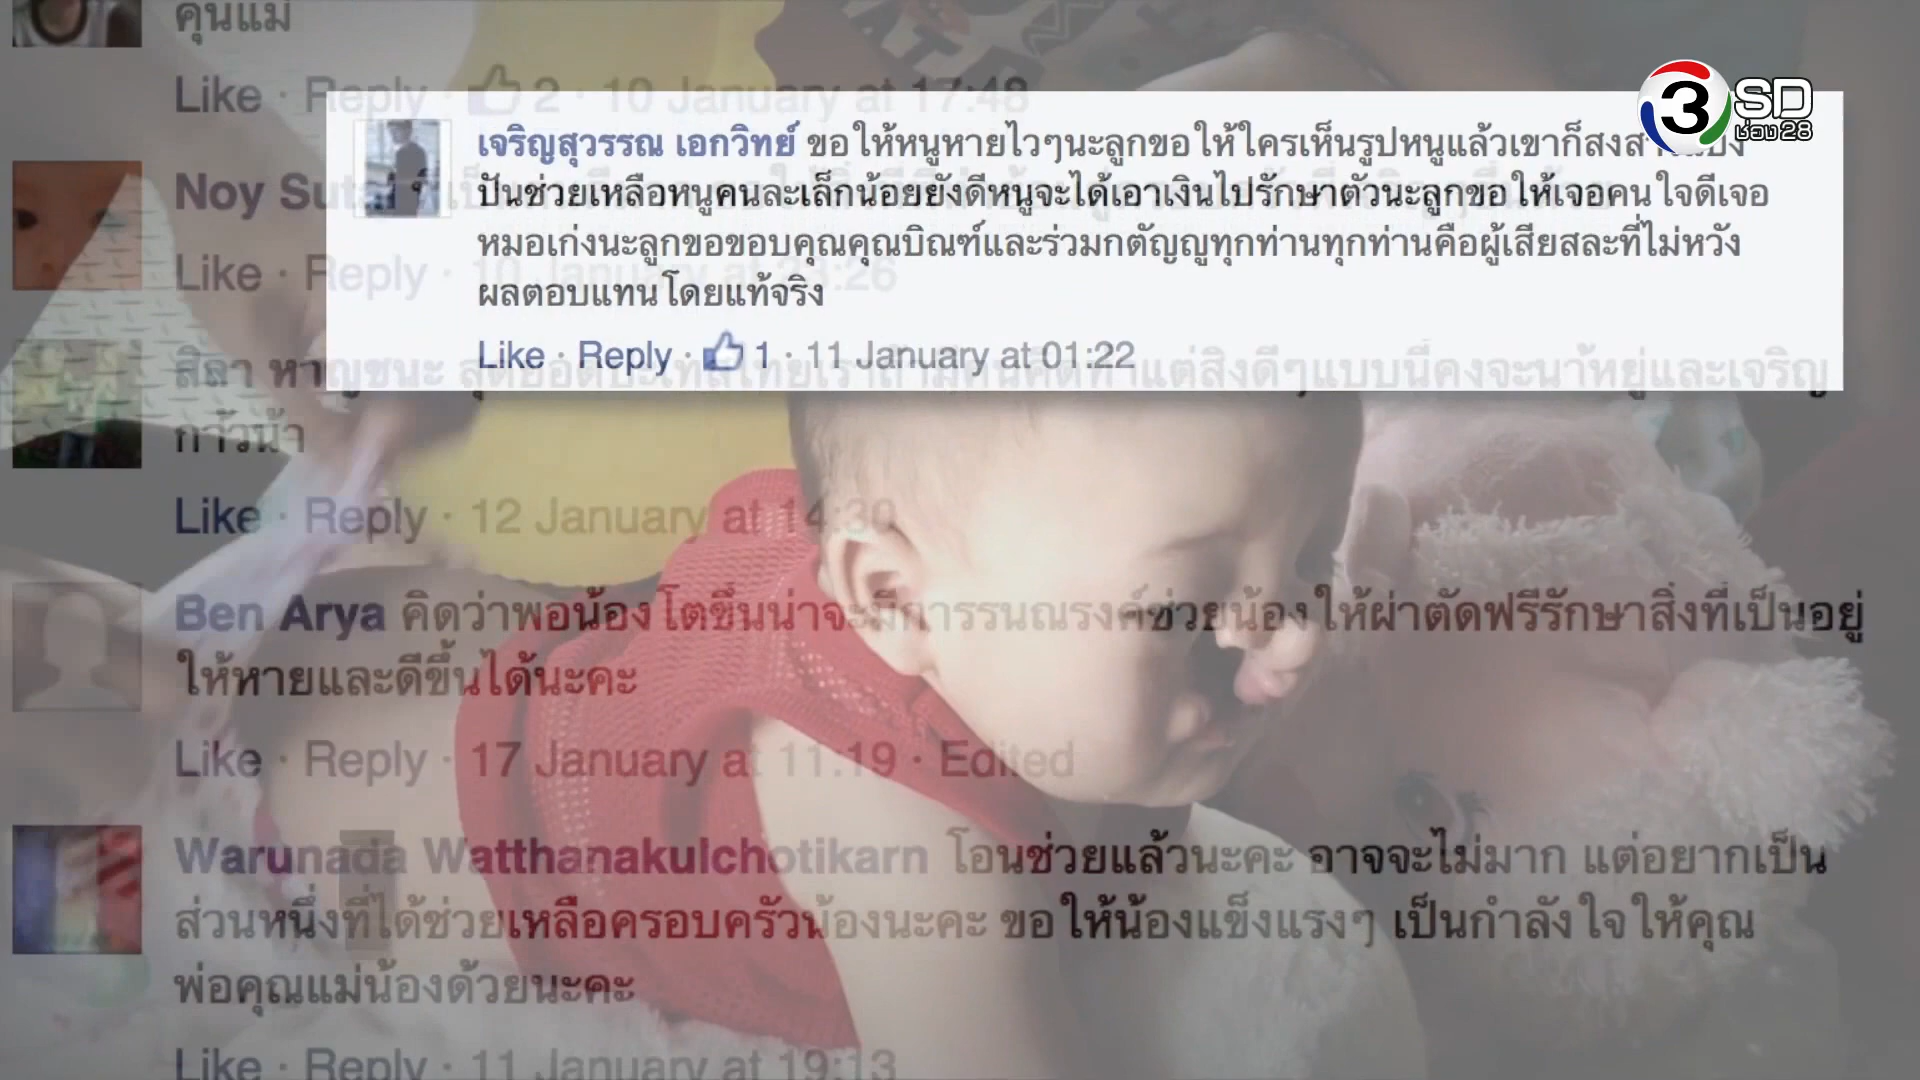 คุณแม่
Like · Reply · 2 · 10 January at 17:48
3 SD
ช่อง 28
เจริญสุวรรณ เอกวิทย์ ขอให้หนูหายไวๆนะลูกขอให้ใครเห็นรูปหนูแล้วเขาก็สงสารแบ่ง
ปันช่วยเหลือหนูคนละเล็กน้อยยังดีหนูจะได้เอาเงินไปรักษาตัวนะลูกขอให้เจอคนใจดีเจอ
หมอเก่งนะลูกขอขอบคุณคุณบิณฑ์และร่วมกตัญญูทุกท่านทุกท่านคือผู้เสียสละที่ไม่หวัง
ผลตอบแทนโดยแท้จริง
Like · Reply · 1 · 11 January at 01:22
Noy
Like · Reply · 10 January at
สิลา หาญชนะ
ก้าวน้า
Like · Reply · 12 January at 14:30
Ben Arya คิดว่าพอน้องโตขึ้นน่าจะมีการรนณรงค์ช่วยน้องให้ผ่าตัดฟรีรักษาสิ่งที่เป็นอยู่
ให้หายและดีขึ้นได้นะคะ
Like · Reply · 17 January at 11:19 · Edited
Warunada Watthanakulchotikarn โอนช่วยแล้วนะคะ อาจจะไม่มาก แต่อยากเป็น
ส่วนหนึ่งที่ได้ช่วยเหลือครอบครัวน้องนะคะ ขอให้น้องแข็งแรงๆ เป็นกำลังใจให้คุณ
พ่อคุณแม่น้องด้วยนะคะ
Like · Reply · 11 January at 19:13